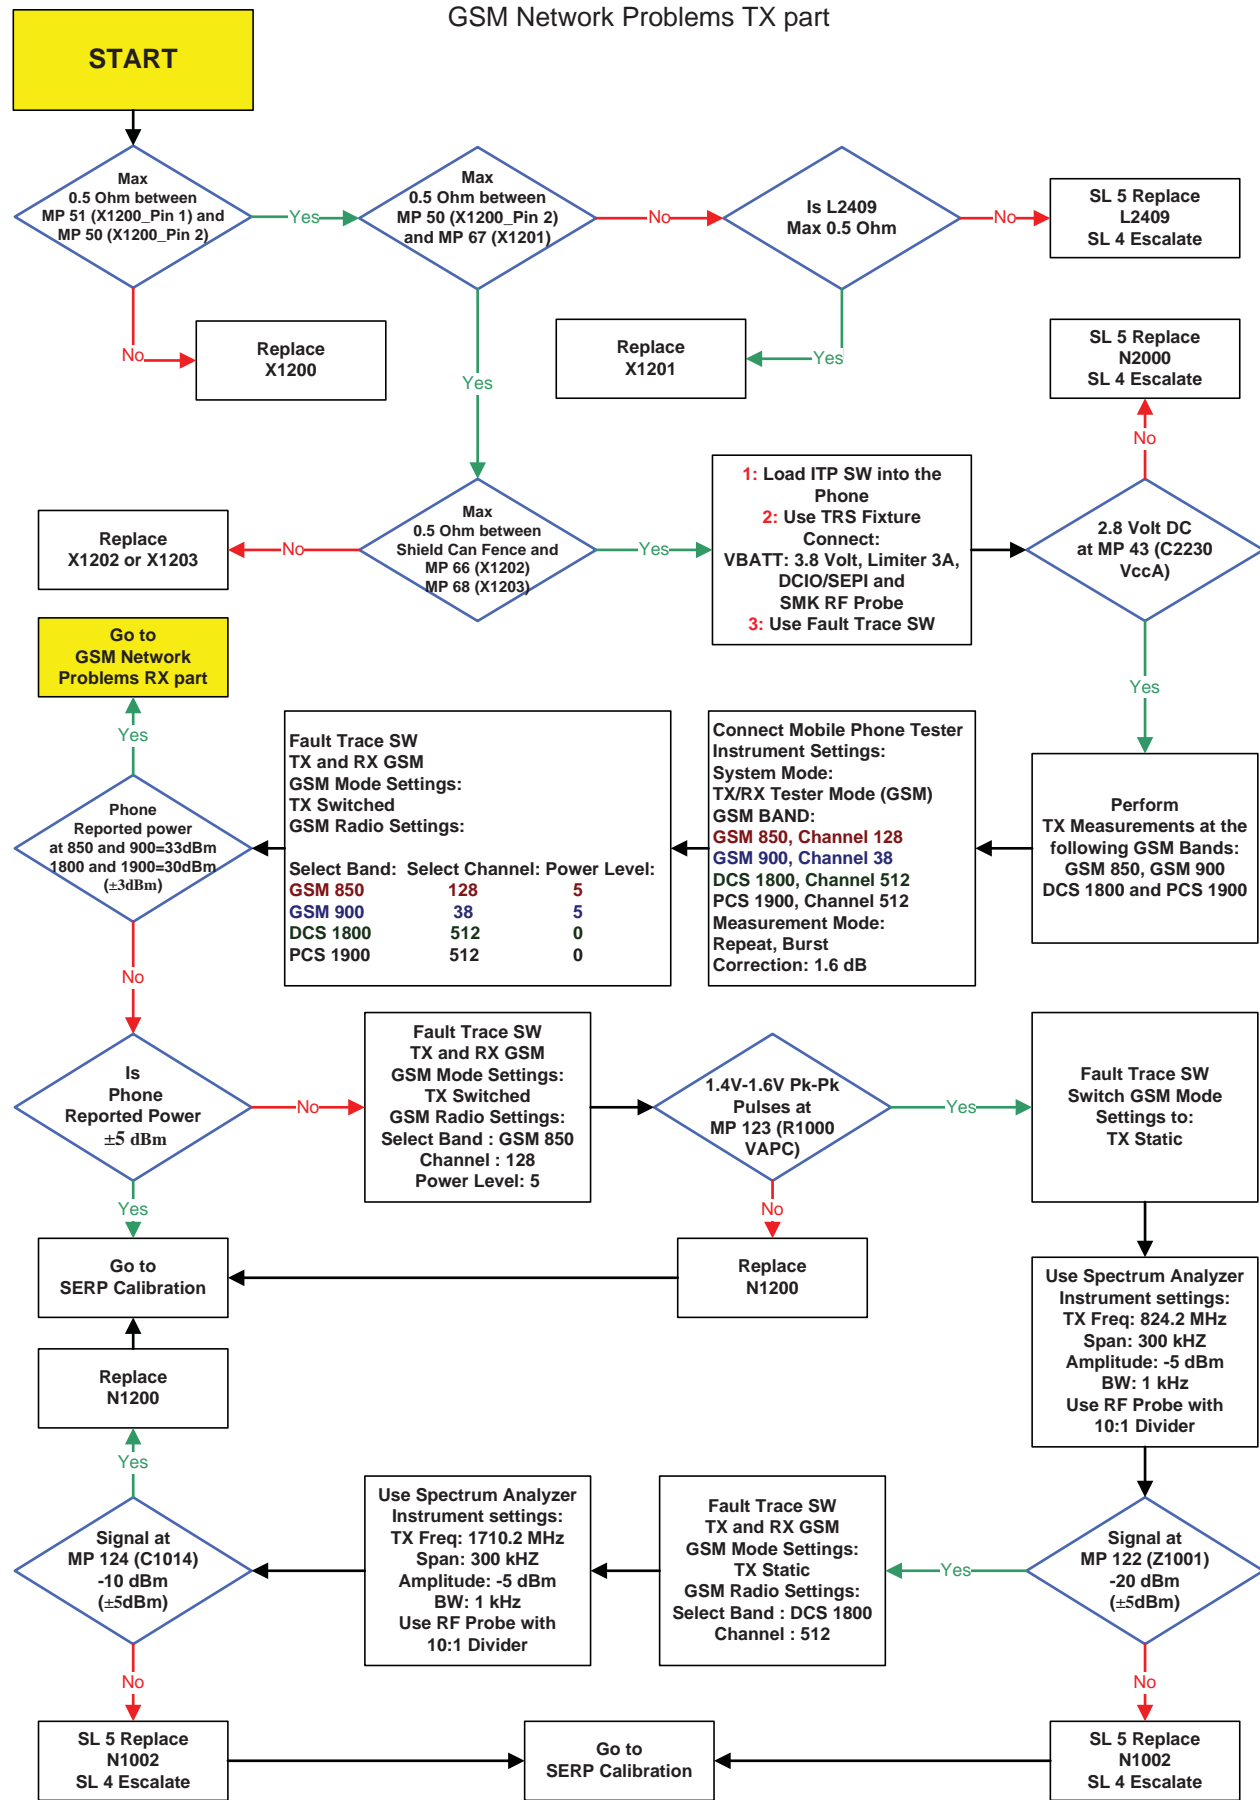 GSM Network Problems TX part
START
Max
0.5 Ohm between
MP 51 (X1200_Pin 1) and
MP 50 (X1200_Pin 2)
Yes
Max
0.5 Ohm between
MP 50 (X1200_Pin 2)
and MP 67 (X1201)
No
Is L2409
Max 0.5 Ohm
No
SL 5 Replace
L2409
SL 4 Escalate
No
Replace
X1200
Yes
Replace
X1201
Yes
SL 5 Replace
N2000
SL 4 Escalate
No
Replace
X1202 or X1203
No
Max
0.5 Ohm between
Shield Can Fence and
MP 66 (X1202)
MP 68 (X1203)
Yes
1: Load ITP SW into the
Phone
2: Use TRS Fixture
Connect:
VBATT: 3.8 Volt, Limiter 3A,
DCIO/SEPI and
SMK RF Probe
3: Use Fault Trace SW
2.8 Volt DC
at MP 43 (C2230
VccA)
Yes
Go to
GSM Network
Problems RX part
Yes
Phone
Reported power
at 850 and 900=33dBm
1800 and 1900=30dBm
(±3dBm)
Fault Trace SW
TX and RX GSM
GSM Mode Settings:
TX Switched
GSM Radio Settings:
Select Band: Select Channel: Power Level:
GSM 850 128 5
GSM 900 38 5
DCS 1800 512 0
PCS 1900 512 0
Connect Mobile Phone Tester
Instrument Settings:
System Mode:
TX/RX Tester Mode (GSM)
GSM BAND:
GSM 850, Channel 128
GSM 900, Channel 38
DCS 1800, Channel 512
PCS 1900, Channel 512
Measurement Mode:
Repeat, Burst
Correction: 1.6 dB
Perform
TX Measurements at the
following GSM Bands:
GSM 850, GSM 900
DCS 1800 and PCS 1900
No
Is
Phone
Reported Power
±5 dBm
No
Fault Trace SW
TX and RX GSM
GSM Mode Settings:
TX Switched
GSM Radio Settings:
Select Band : GSM 850
Channel : 128
Power Level: 5
1.4V-1.6V Pk-Pk
Pulses at
MP 123 (R1000
VAPC)
Yes
Fault Trace SW
Switch GSM Mode
Settings to:
TX Static
Yes
No
Go to
SERP Calibration
Replace
N1200
Use Spectrum Analyzer
Instrument settings:
TX Freq: 824.2 MHz
Span: 300 kHZ
Amplitude: -5 dBm
BW: 1 kHz
Use RF Probe with
10:1 Divider
Replace
N1200
Yes
Signal at
MP 124 (C1014)
-10 dBm
(±5dBm)
Use Spectrum Analyzer
Instrument settings:
TX Freq: 1710.2 MHz
Span: 300 kHZ
Amplitude: -5 dBm
BW: 1 kHz
Use RF Probe with
10:1 Divider
Fault Trace SW
TX and RX GSM
GSM Mode Settings:
TX Static
GSM Radio Settings:
Select Band : DCS 1800
Channel : 512
Yes
Signal at
MP 122 (Z1001)
-20 dBm
(±5dBm)
No
No
SL 5 Replace
N1002
SL 4 Escalate
Go to
SERP Calibration
SL 5 Replace
N1002
SL 4 Escalate